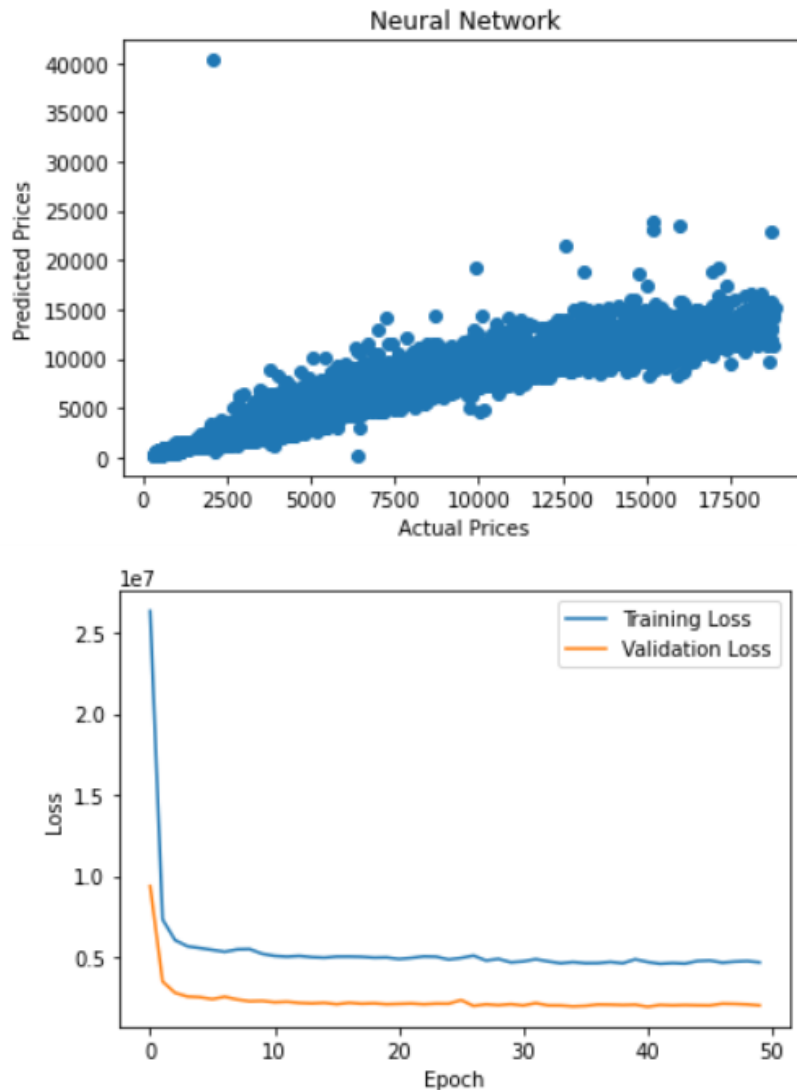 Neural Network
40000
35000
30000
25000
20000
15000
10000
5000
0
Predicted Prices
0 2500 5000 7500 10000 12500 15000 17500
Actual Prices
1e7
2.5
2.0
1.5
1.0
0.5
Loss
Training Loss
Validation Loss
0 10 20 30 40 50
Epoch